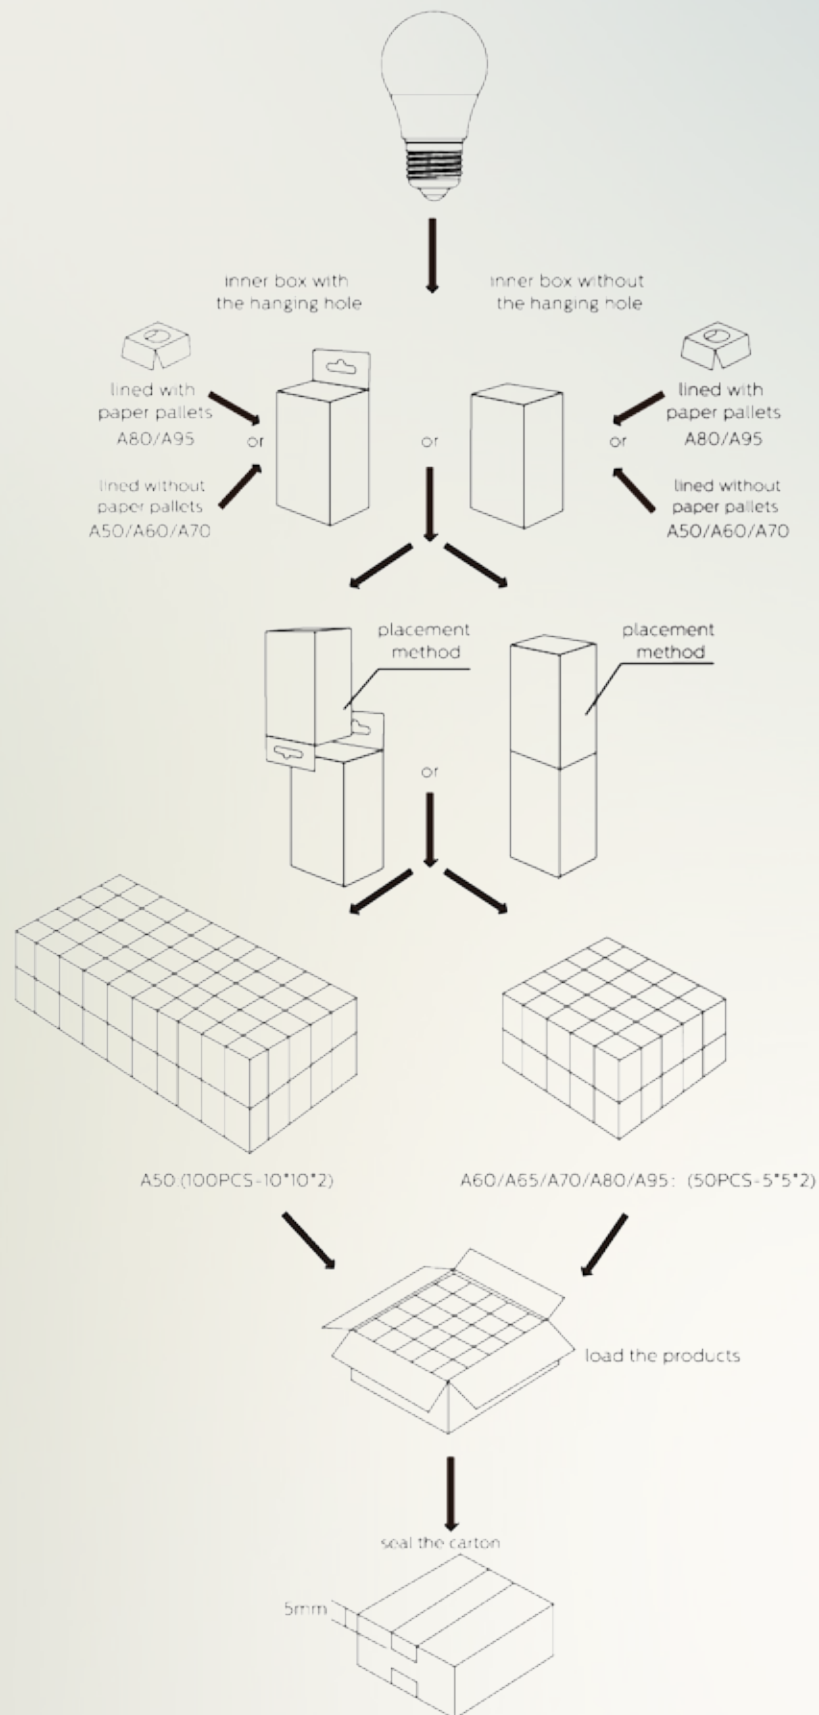 inner box with
the hanging hole
inner box without
the hanging hole
lined with
paper pallets
A80/A95
or
lined without
paper pallets
A50/A60/A70
or
lined with
paper pallets
A80/A95
or
lined without
paper pallets
A50/A60/A70
placement
method
placement
method
or
A50:(100PCS-10*10*2)
A60/A65/A70/A80/A95: (50PCS-5*5*2)
load the products
seal the carton
5mm